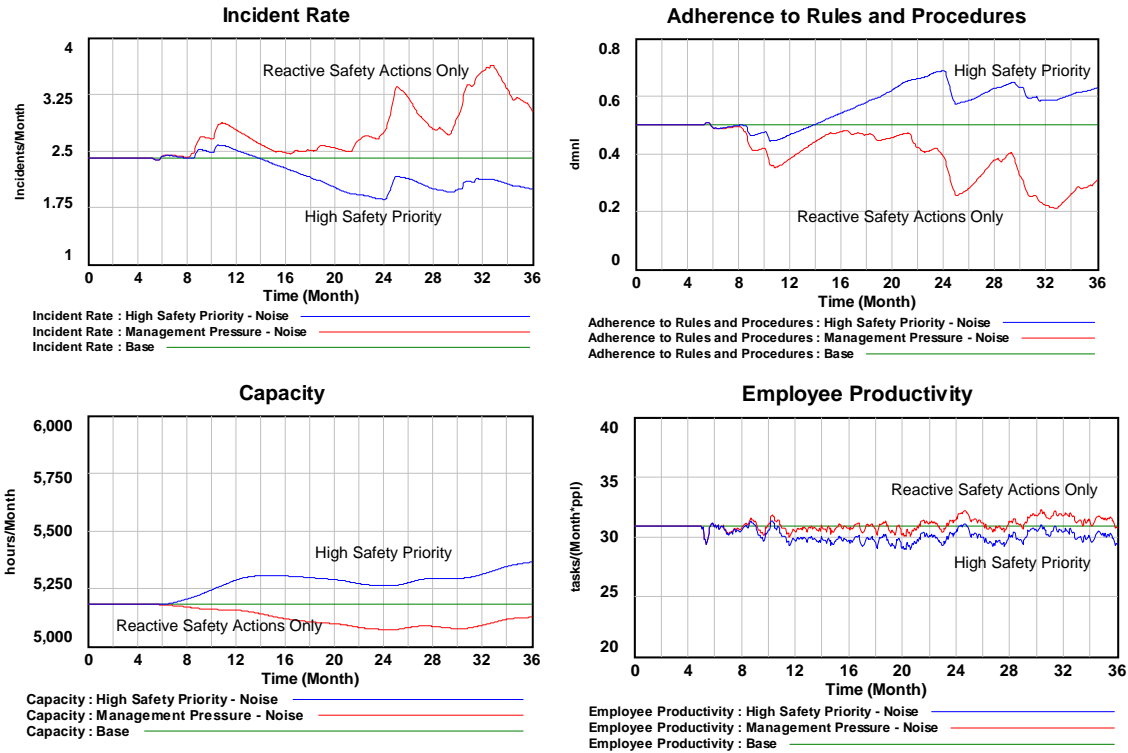 Incident Rate
4
3.25
2.5
1.75
1
Incidents/Month
Reactive Safety Actions Only
High Safety Priority
0 4 8 12 16 20 24 28 32 36
Time (Month)
Incident Rate : High Safety Priority - Noise
Incident Rate : Management Pressure - Noise
Incident Rate : Base
Adherence to Rules and Procedures
0.8
0.6
0.4
0.2
0
dmnl
High Safety Priority
Reactive Safety Actions Only
0 4 8 12 16 20 24 28 32 36
Time (Month)
Adherence to Rules and Procedures : High Safety Priority - Noise
Adherence to Rules and Procedures : Management Pressure - Noise
Adherence to Rules and Procedures : Base
Capacity
6,000
5,750
5,500
5,250
5,000
hours/Month
High Safety Priority
Reactive Safety Actions Only
0 4 8 12 16 20 24 28 32 36
Time (Month)
Capacity : High Safety Priority - Noise
Capacity : Management Pressure - Noise
Capacity : Base
Employee Productivity
40
35
30
25
20
tasks/(Month*ppl)
Reactive Safety Actions Only
High Safety Priority
0 4 8 12 16 20 24 28 32 36
Time (Month)
Employee Productivity : High Safety Priority - Noise
Employee Productivity : Management Pressure - Noise
Employee Productivity : Base